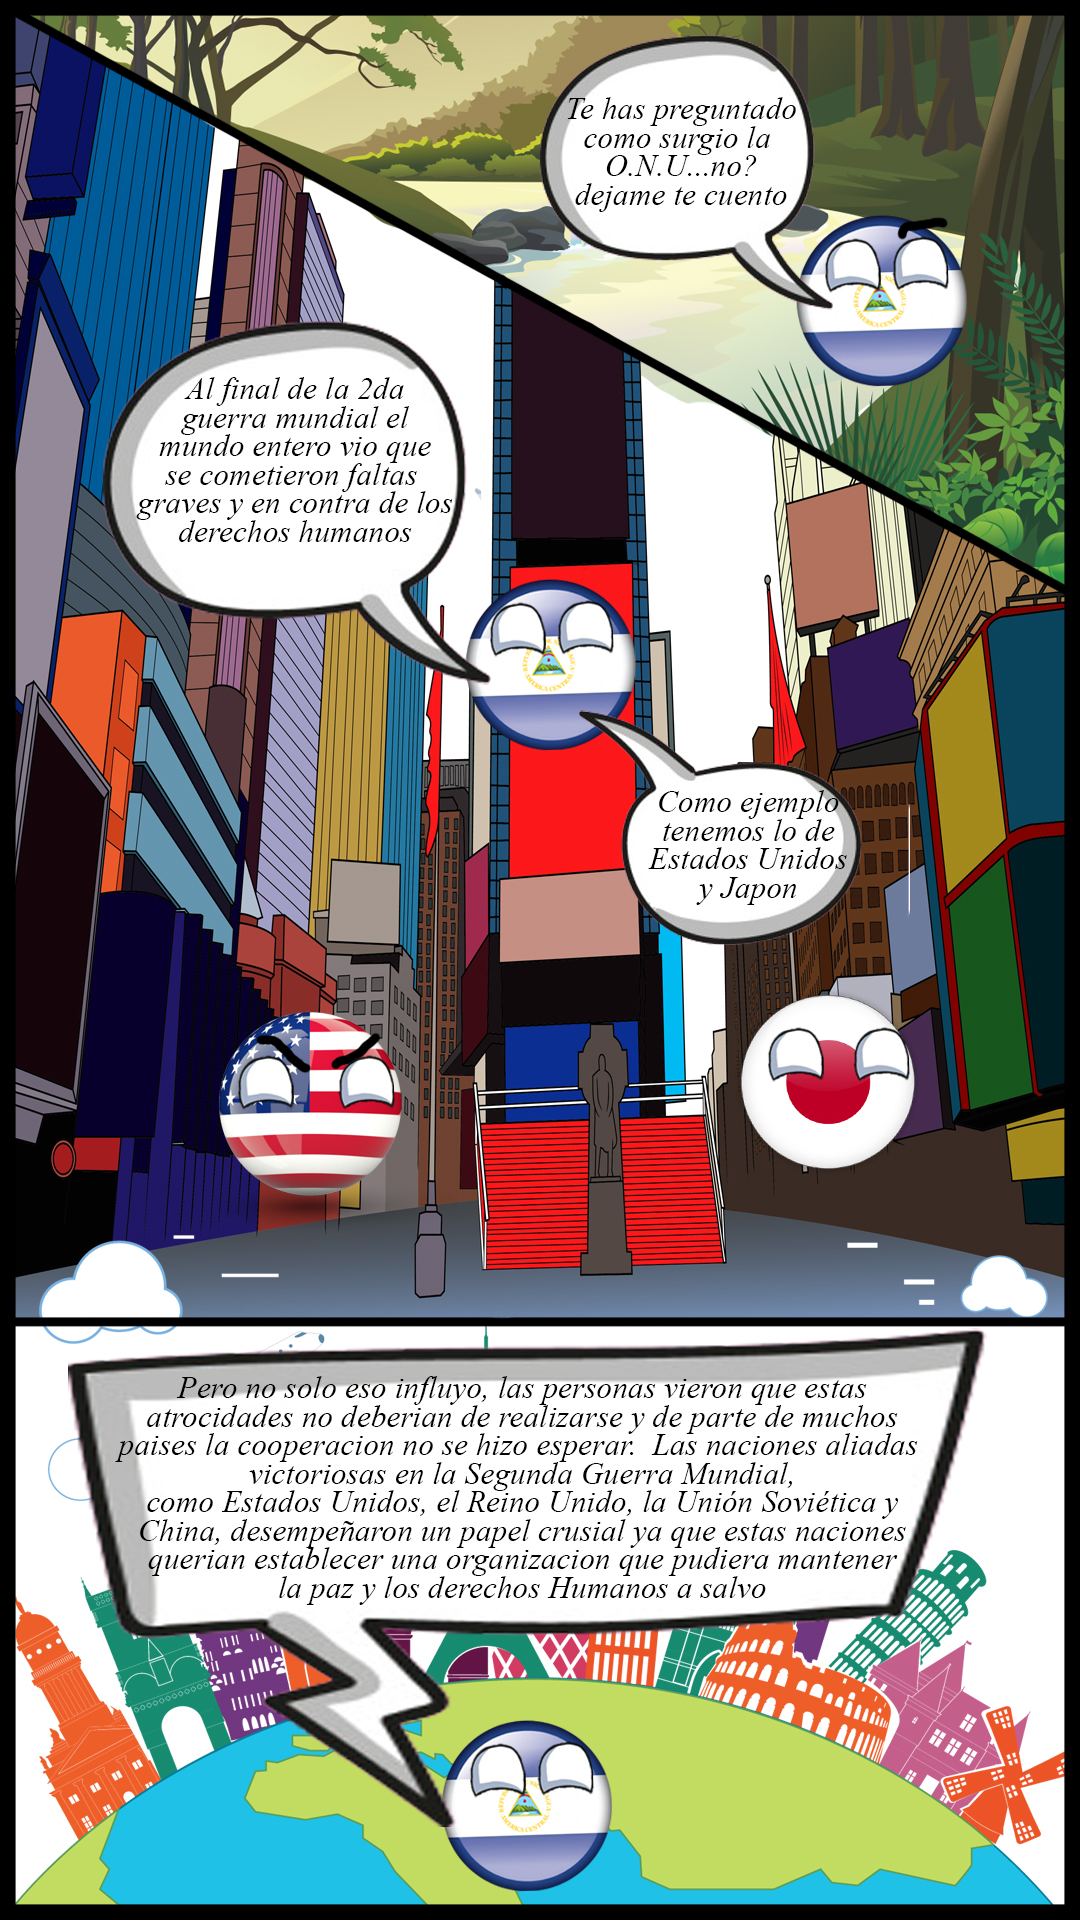 Te has preguntado
como surgio la
O.N.U...no?
dejame te cuento
Al final de la 2da
guerra mundial el
mundo entero vio que
se cometieron faltas
graves y en contra de los
derechos humanos
Como ejemplo
tenemos lo de
Estados Unidos
y Japon
Pero no solo eso influyo, las personas vieron que estas
atrocidades no deberian de realizarse y de parte de muchos
paises la cooperacion no se hizo esperar.  Las naciones aliadas
victoriosas en la Segunda Guerra Mundial,
como Estados Unidos, el Reino Unido, la Unión Soviética y
China, desempeñaron un papel crusial ya que estas naciones
querian establecer una organizacion que pudiera mantener
la paz y los derechos Humanos a salvo